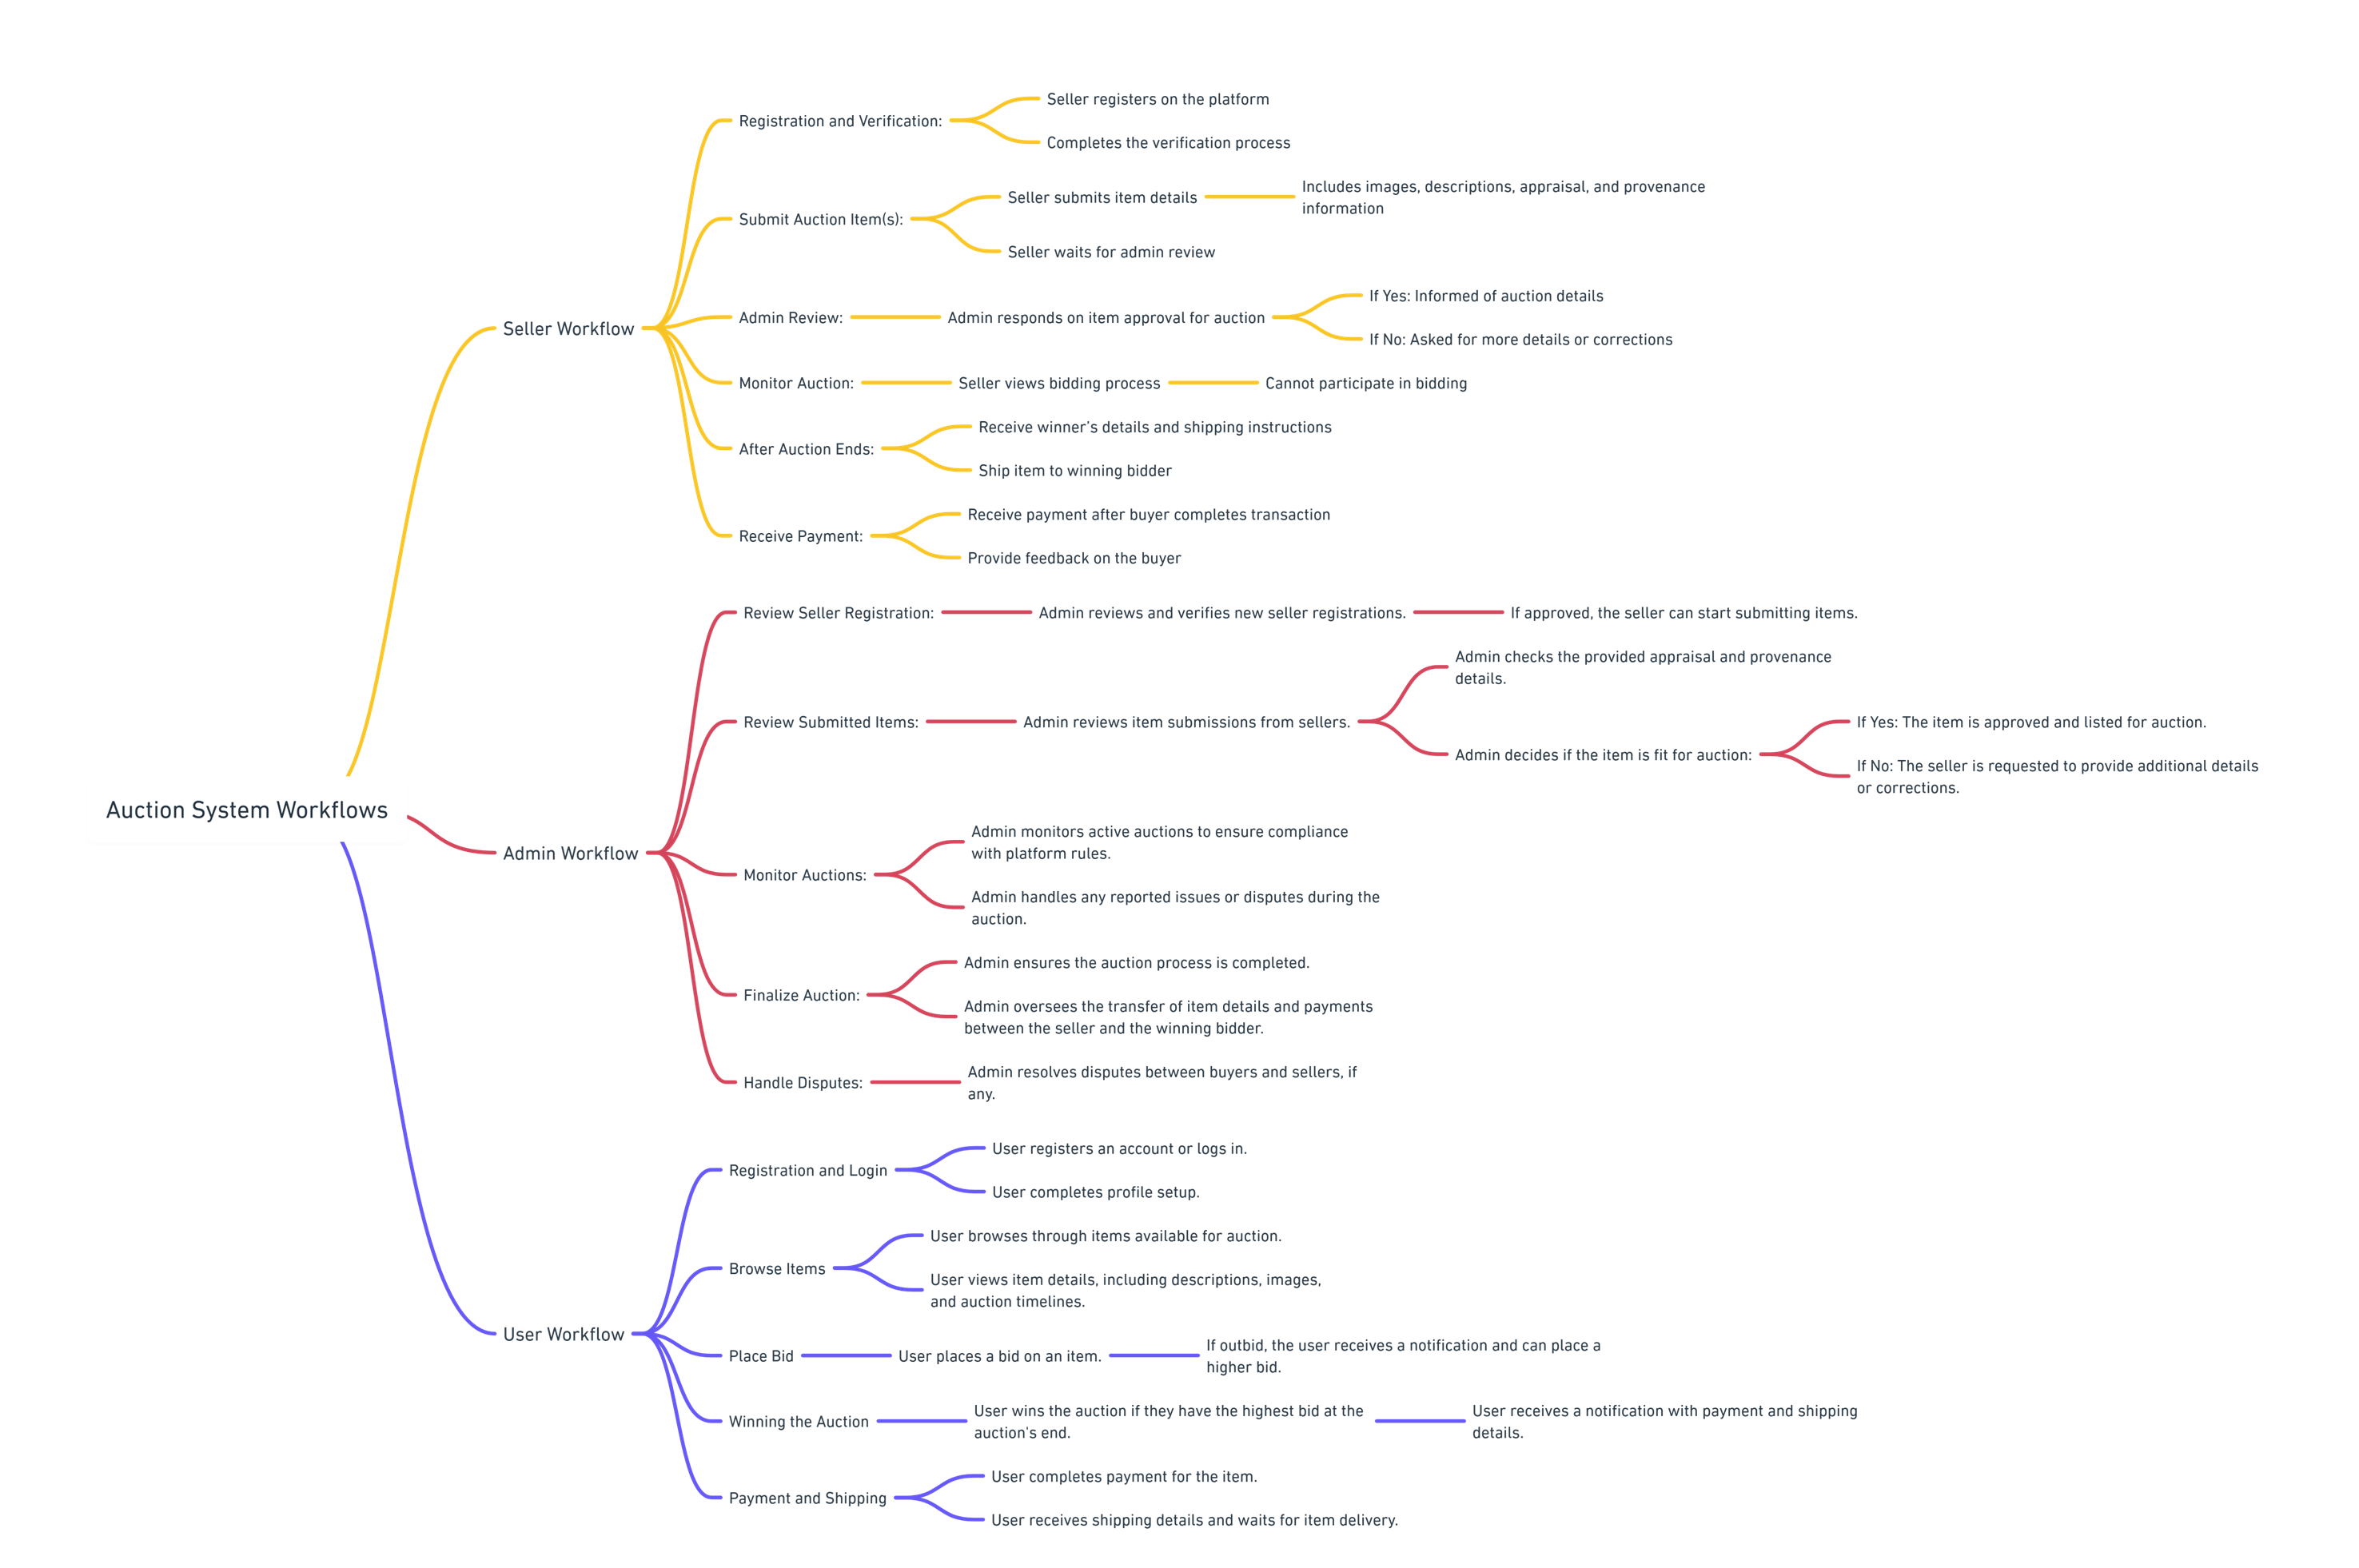 Auction System Workflows
Seller Workflow
Registration and Verification:
Seller registers on the platform
Completes the verification process
Submit Auction Item(s):
Seller submits item details
Includes images, descriptions, appraisal, and provenance
information
Seller waits for admin review
Admin Review:
Admin responds on item approval for auction
If Yes: Informed of auction details
If No: Asked for more details or corrections
Monitor Auction:
Seller views bidding process
Cannot participate in bidding
After Auction Ends:
Receive winner's details and shipping instructions
Ship item to winning bidder
Receive Payment:
Receive payment after buyer completes transaction
Provide feedback on the buyer
Admin Workflow
Review Seller Registration:
Admin reviews and verifies new seller registrations.
If approved, the seller can start submitting items.
Review Submitted Items:
Admin reviews item submissions from sellers.
Admin checks the provided appraisal and provenance
details.
Admin decides if the item is fit for auction:
If Yes: The item is approved and listed for auction.
If No: The seller is requested to provide additional details
or corrections.
Monitor Auctions:
Admin monitors active auctions to ensure compliance
with platform rules.
Admin handles any reported issues or disputes during the
auction.
Finalize Auction:
Admin ensures the auction process is completed.
Admin oversees the transfer of item details and payments
between the seller and the winning bidder.
Handle Disputes:
Admin resolves disputes between buyers and sellers, if
any.
User Workflow
Registration and Login
User registers an account or logs in.
User completes profile setup.
Browse Items
User browses through items available for auction.
User views item details, including descriptions, images,
and auction timelines.
Place Bid
User places a bid on an item.
If outbid, the user receives a notification and can place a
higher bid.
Winning the Auction
User wins the auction if they have the highest bid at the
auction's end.
User receives a notification with payment and shipping
details.
Payment and Shipping
User completes payment for the item.
User receives shipping details and waits for item delivery.